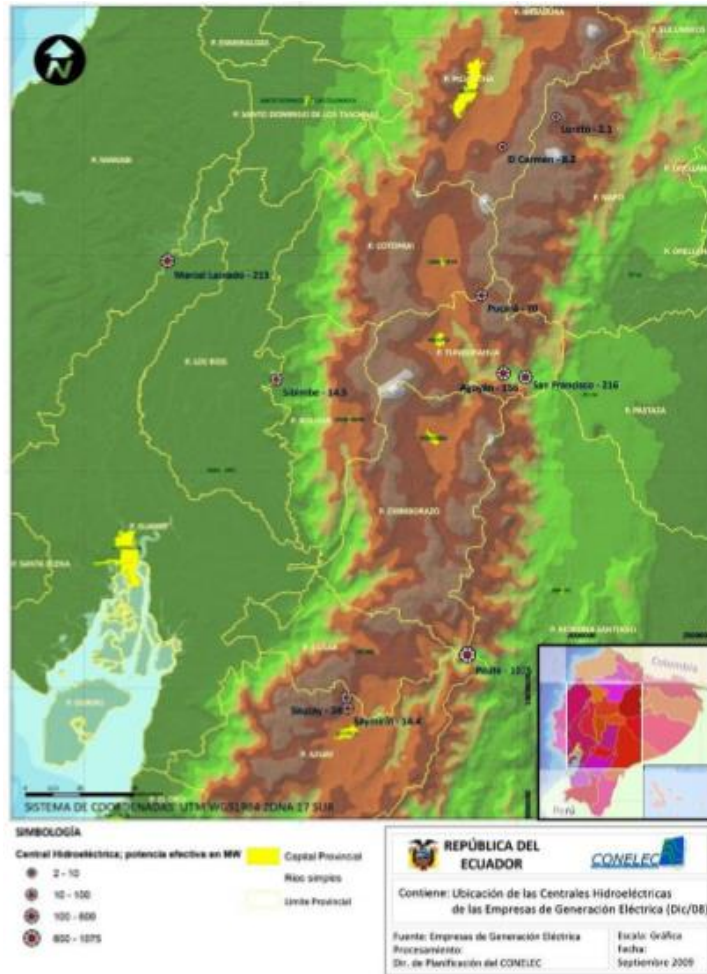 N
P. ESMERALDAS
P. PICHINCHA
P. SANTO DOMINGO DE LOS TSACHILAS
Loreto - 2.1
El Carmen - 8.2
P. MANABI
P. NAPO
P. COTOPAXI
Marcel Laniado - 213
Pucará - 70
P. TUNGURAHUA
P. LOS RIOS
Agoyán - 156
San Francisco - 216
Sibimbe - 14.5
P. PASTAZA
P. BOLIVAR
P. CHIMBORAZO
P. GUAYAS
P. SANTA ELENA
P. MORONA SANTIAGO
P. CAÑAR
Paute - 1075
Colombia
Saymirín - 14.4
P. AZUAY
SISTEMA DE COORDENADAS: UTM WGS1984 ZONA 17 SUR
Perú
SIMBOLOGÍA
Central Hidroeléctrica; potencia efectiva en MW
2 - 10
10 - 100
100 - 600
600 - 1075
Capital Provincial
Rios simples
Limite Provincial
REPÚBLICA DEL
ECUADOR
CONELEC
Contiene: Ubicación de las Centrales Hidroeléctricas
de las Empresas de Generación Eléctrica (Dic/08)
Fuente: Empresas de Generación Eléctrica
Procesamiento:
Dir. de Planificación del CONELEC
Escala: Gráfica
Fecha:
Septiembre 2009